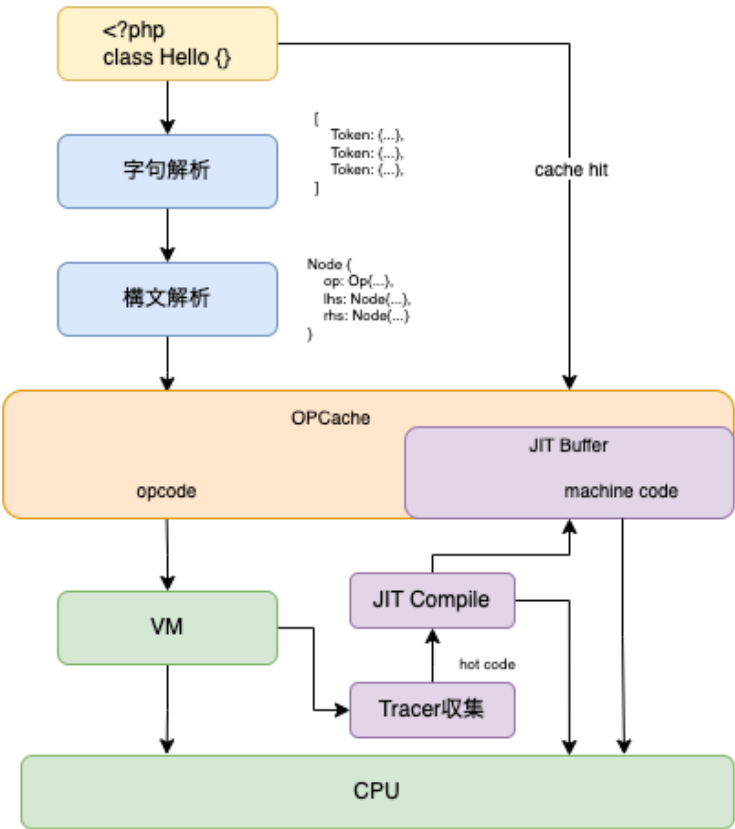 <?php
class Hello {}
字句解析
[
Token: {...},
Token: {...},
Token: {...},
]
cache hit
構文解析
Node {
op: Op{...},
lhs: Node{...},
rhs: Node{...}
}
OPCache
JIT Buffer
opcode
machine code
VM
JIT Compile
hot code
Tracer収集
CPU